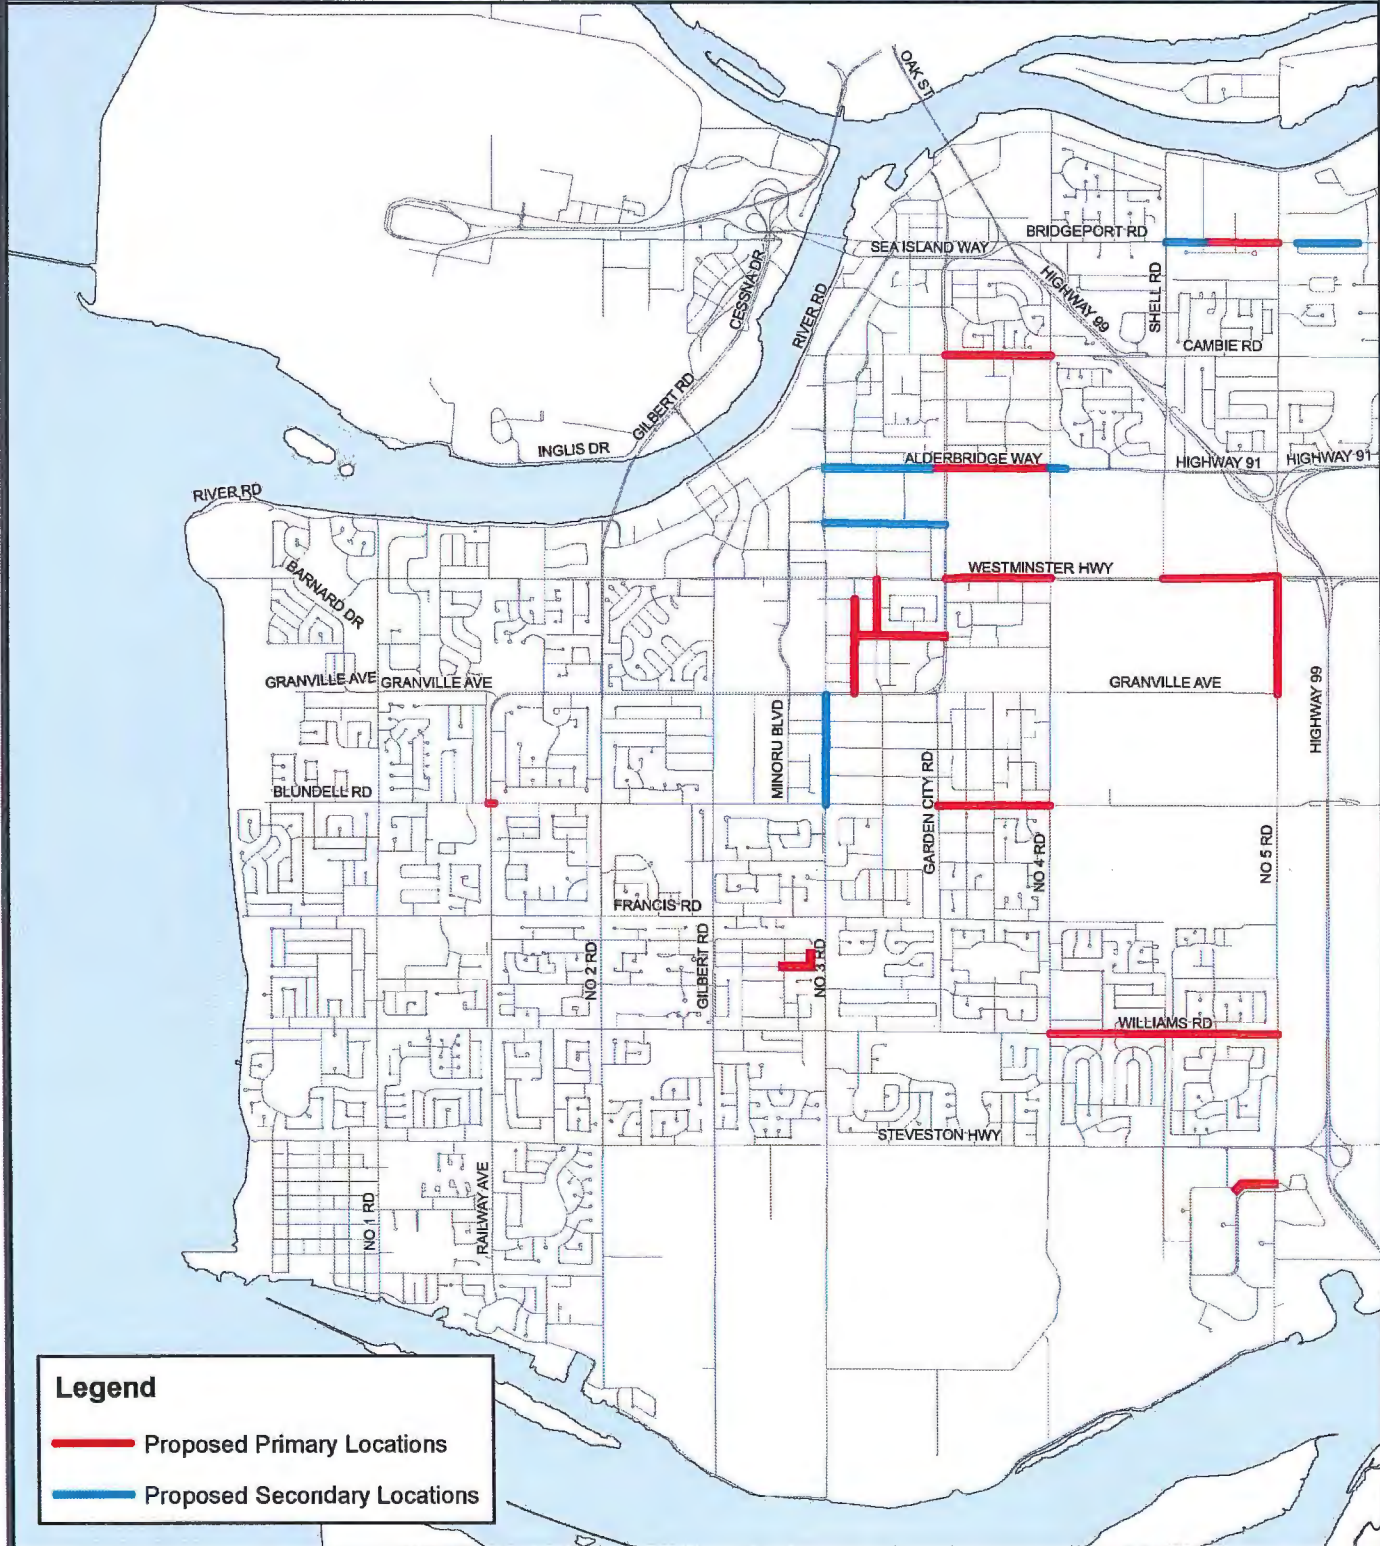 OAK ST
BRIDGEPORT RD
SEA ISLAND WAY
CESSNA DR
HIGHWAY 99
SHELL RD
RIVER RD
CAMBIE RD
GILBERT RD
INGLIS DR
ALDERBRIDGE WAY
HIGHWAY 91
HIGHWAY 91
RIVER RD
WESTMINSTER HWY
BARNARD DR
GRANVILLE AVE
GRANVILLE AVE
GRANVILLE AVE
HIGHWAY 99
MINORU BLVD
BLUNDELL RD
GARDEN CITY RD
NO 4 RD
NO 5 RD
FRANCIS RD
NO 2 RD
GILBERT RD
NO 3 RD
WILLIAMS RD
STEVESTON HWY
NO 1 RD
RAILWAY AVE
Legend
Proposed Primary Locations
Proposed Secondary Locations